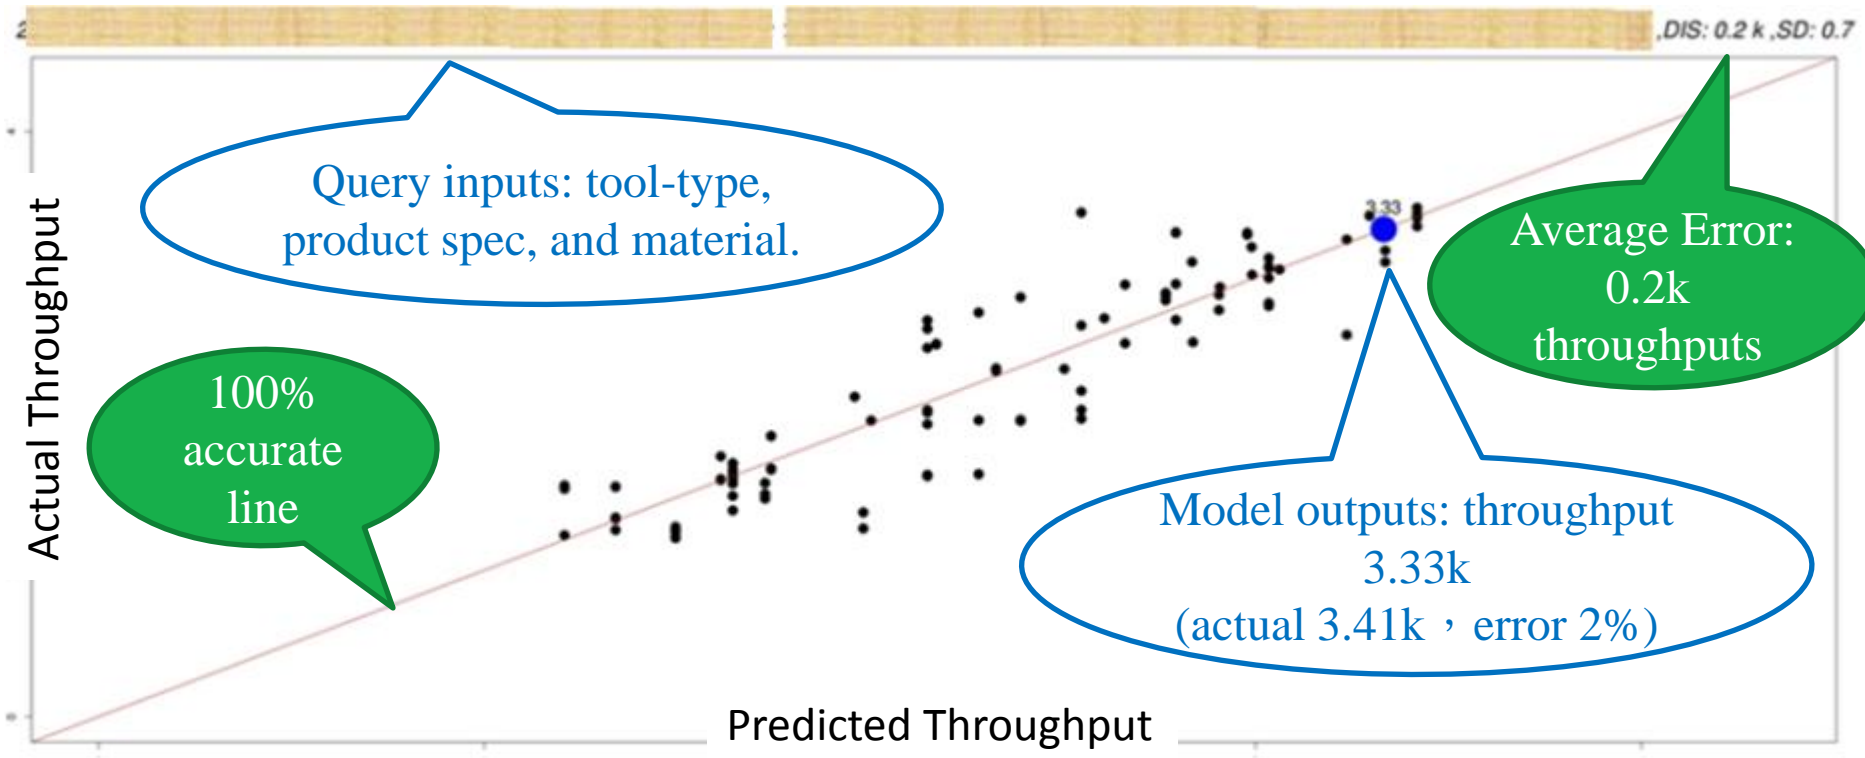 ,DIS: 0.2 k ,SD: 0.7
Query inputs: tool-type,
product spec, and material.
Actual Throughput
3.33
Average Error:
0.2k
throughputs
100%
accurate
line
Model outputs: throughput
3.33k
(actual 3.41k,error 2%)
Predicted Throughput